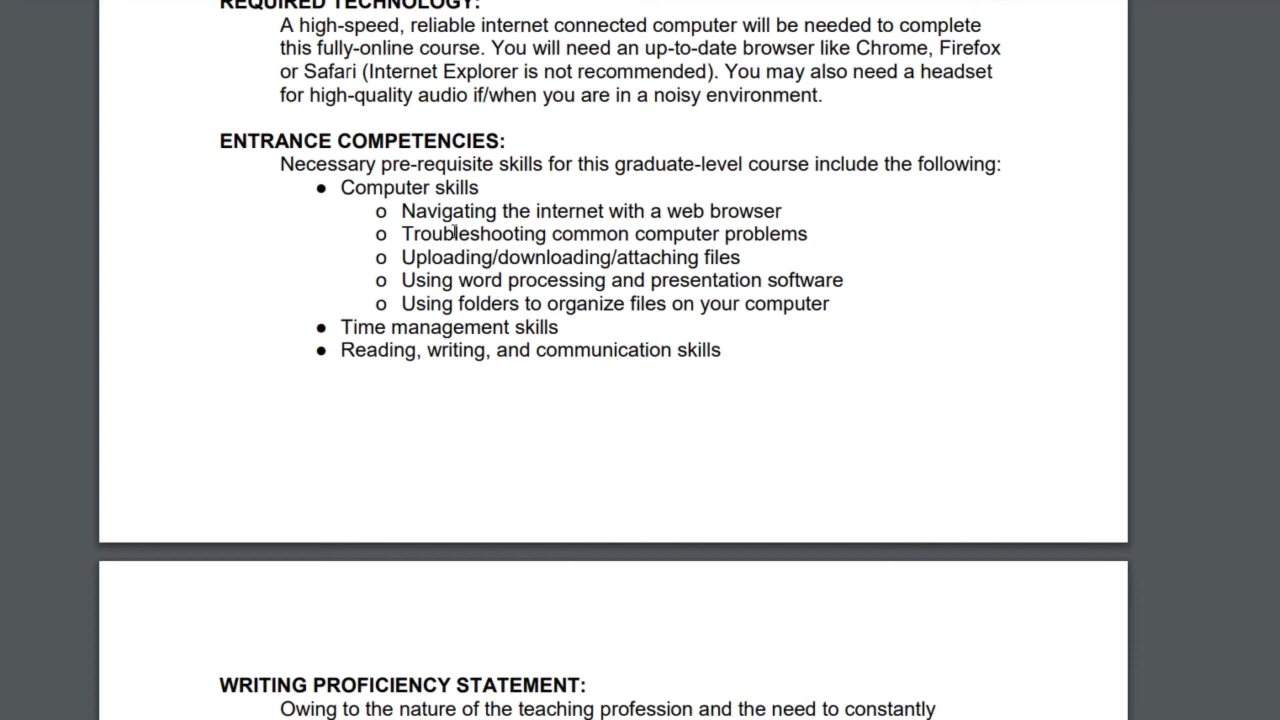 REQUIRED TECHNOLOGY:
A high-speed, reliable internet connected computer will be needed to complete
this fully-online course. You will need an up-to-date browser like Chrome, Firefox
or Safari (Internet Explorer is not recommended). You may also need a headset
for high-quality audio if/when you are in a noisy environment.
ENTRANCE COMPETENCIES:
Necessary pre-requisite skills for this graduate-level course include the following:
● Computer skills
o Navigating the internet with a web browser
o Troubleshooting common computer problems
o Uploading/downloading/attaching files
o Using word processing and presentation software
o Using folders to organize files on your computer
● Time management skills
● Reading, writing, and communication skills
WRITING PROFICIENCY STATEMENT:
Owing to the nature of the teaching profession and the need to constantly